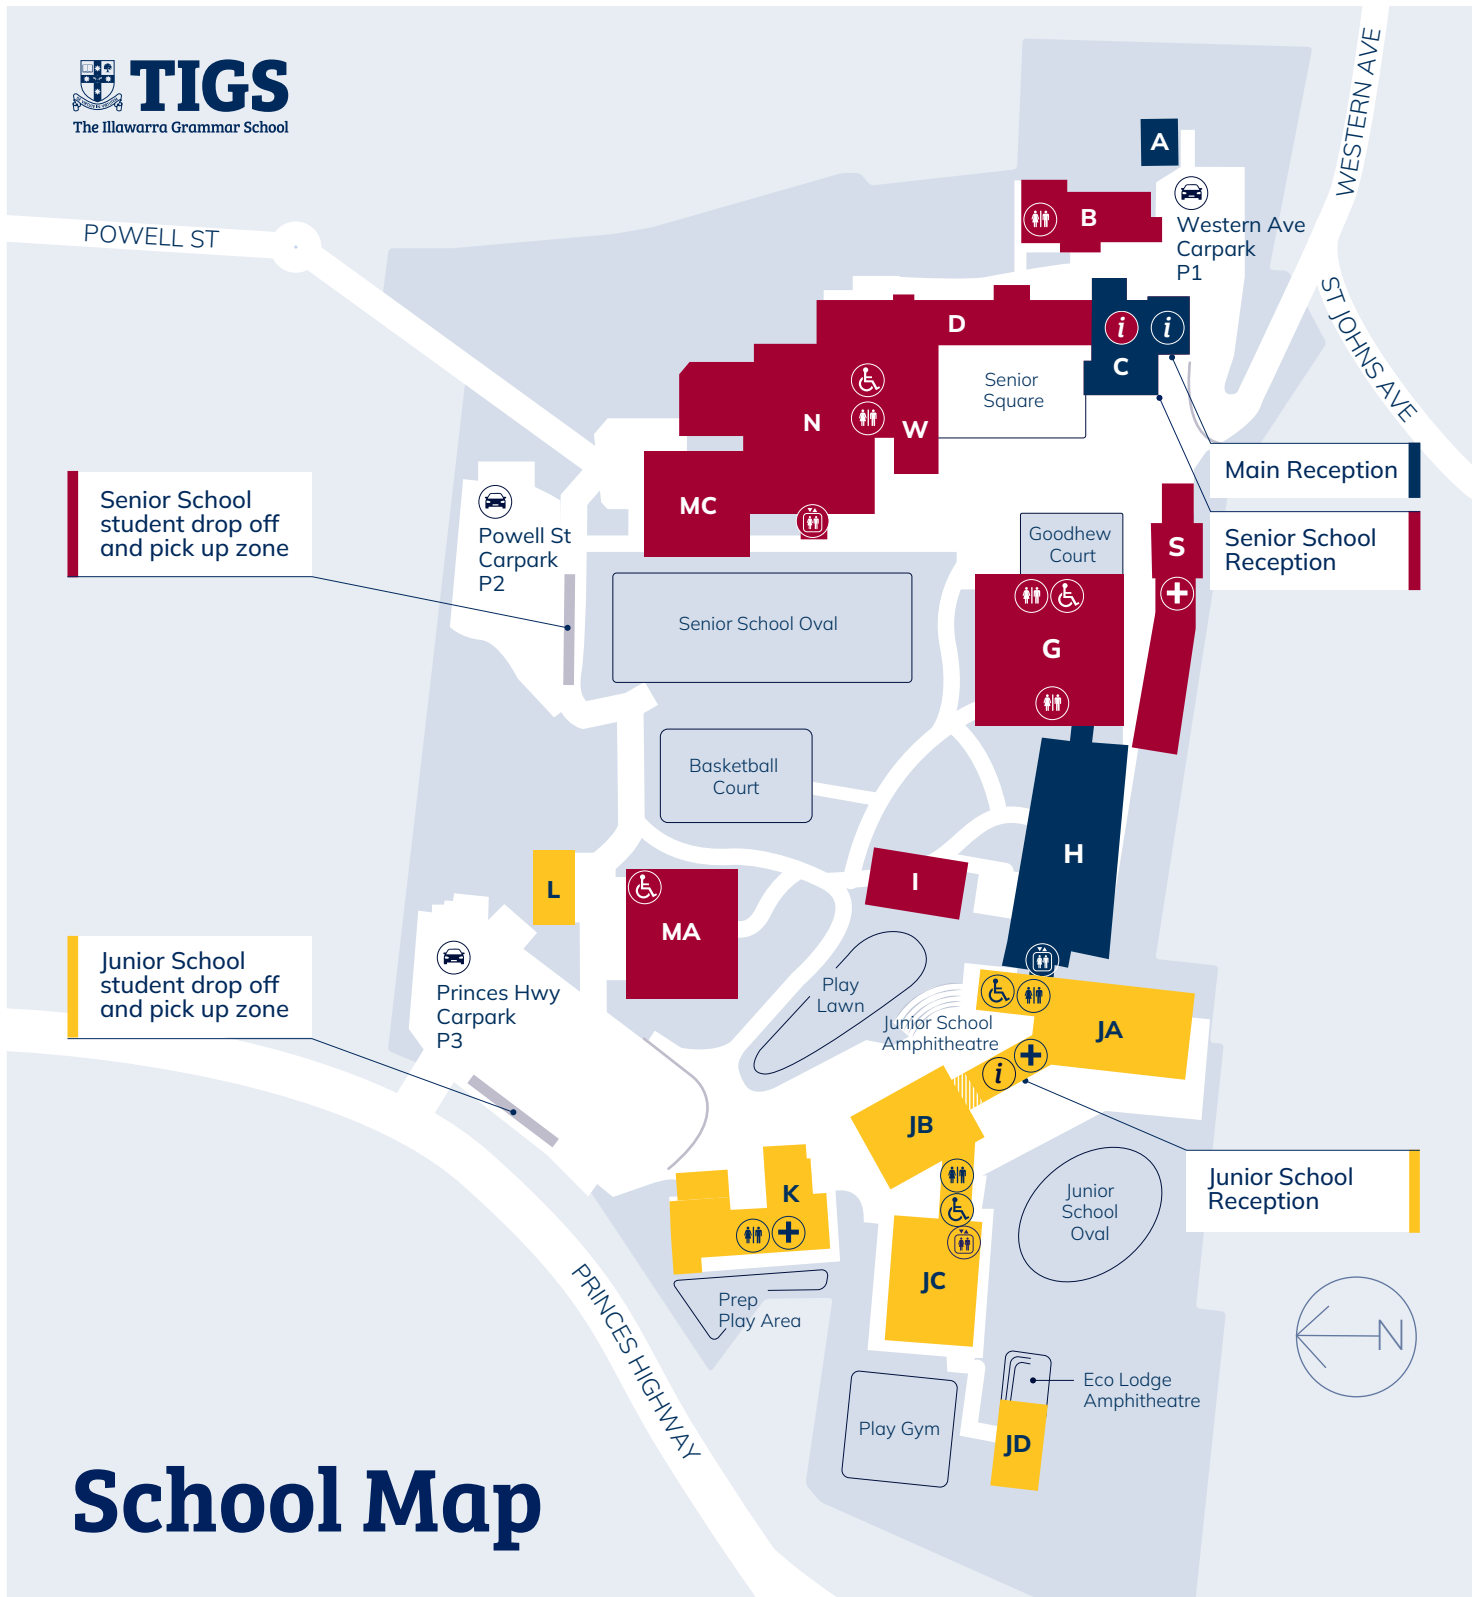 TIGS
The Illawarra Grammar School
POWELL ST
WESTERN AVE
ST JOHNS AVE
A
B
Western Ave
Carpark
P1
D
i
i
C
Senior
Square
N
W
MC
Main Reception
Senior School
Reception
Senior School
student drop off
and pick up zone
Powell St
Carpark
P2
Goodhew
Court
S
Senior School Oval
G
Basketball
Court
H
L
I
MA
Junior School
student drop off
and pick up zone
Princes Hwy
Carpark
P3
Play
Lawn
Junior School
Amphitheatre
JA
i
JB
K
Junior School
Reception
Junior
School
Oval
JC
Prep
Play Area
PRINCES HIGHWAY
N
Eco Lodge
Amphitheatre
Play Gym
JD
School Map